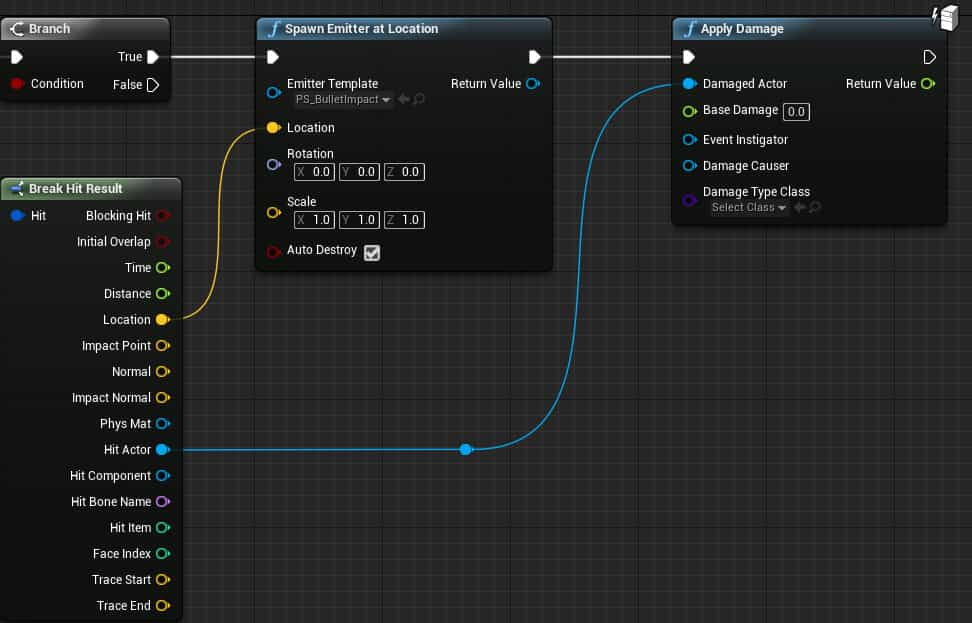 Branch
True
Condition
False
Spawn Emitter at Location
Emitter Template
Return Value
PS_BulletImpact
Location
Rotation
X 0.0 Y 0.0 Z 0.0
Scale
X 1.0 Y 1.0 Z 1.0
Auto Destroy
Apply Damage
Damaged Actor
Return Value
Base Damage 0.0
Event Instigator
Damage Causer
Damage Type Class
Select Class
Break Hit Result
Hit
Blocking Hit
Initial Overlap
Time
Distance
Location
Impact Point
Normal
Impact Normal
Phys Mat
Hit Actor
Hit Component
Hit Bone Name
Hit Item
Face Index
Trace Start
Trace End